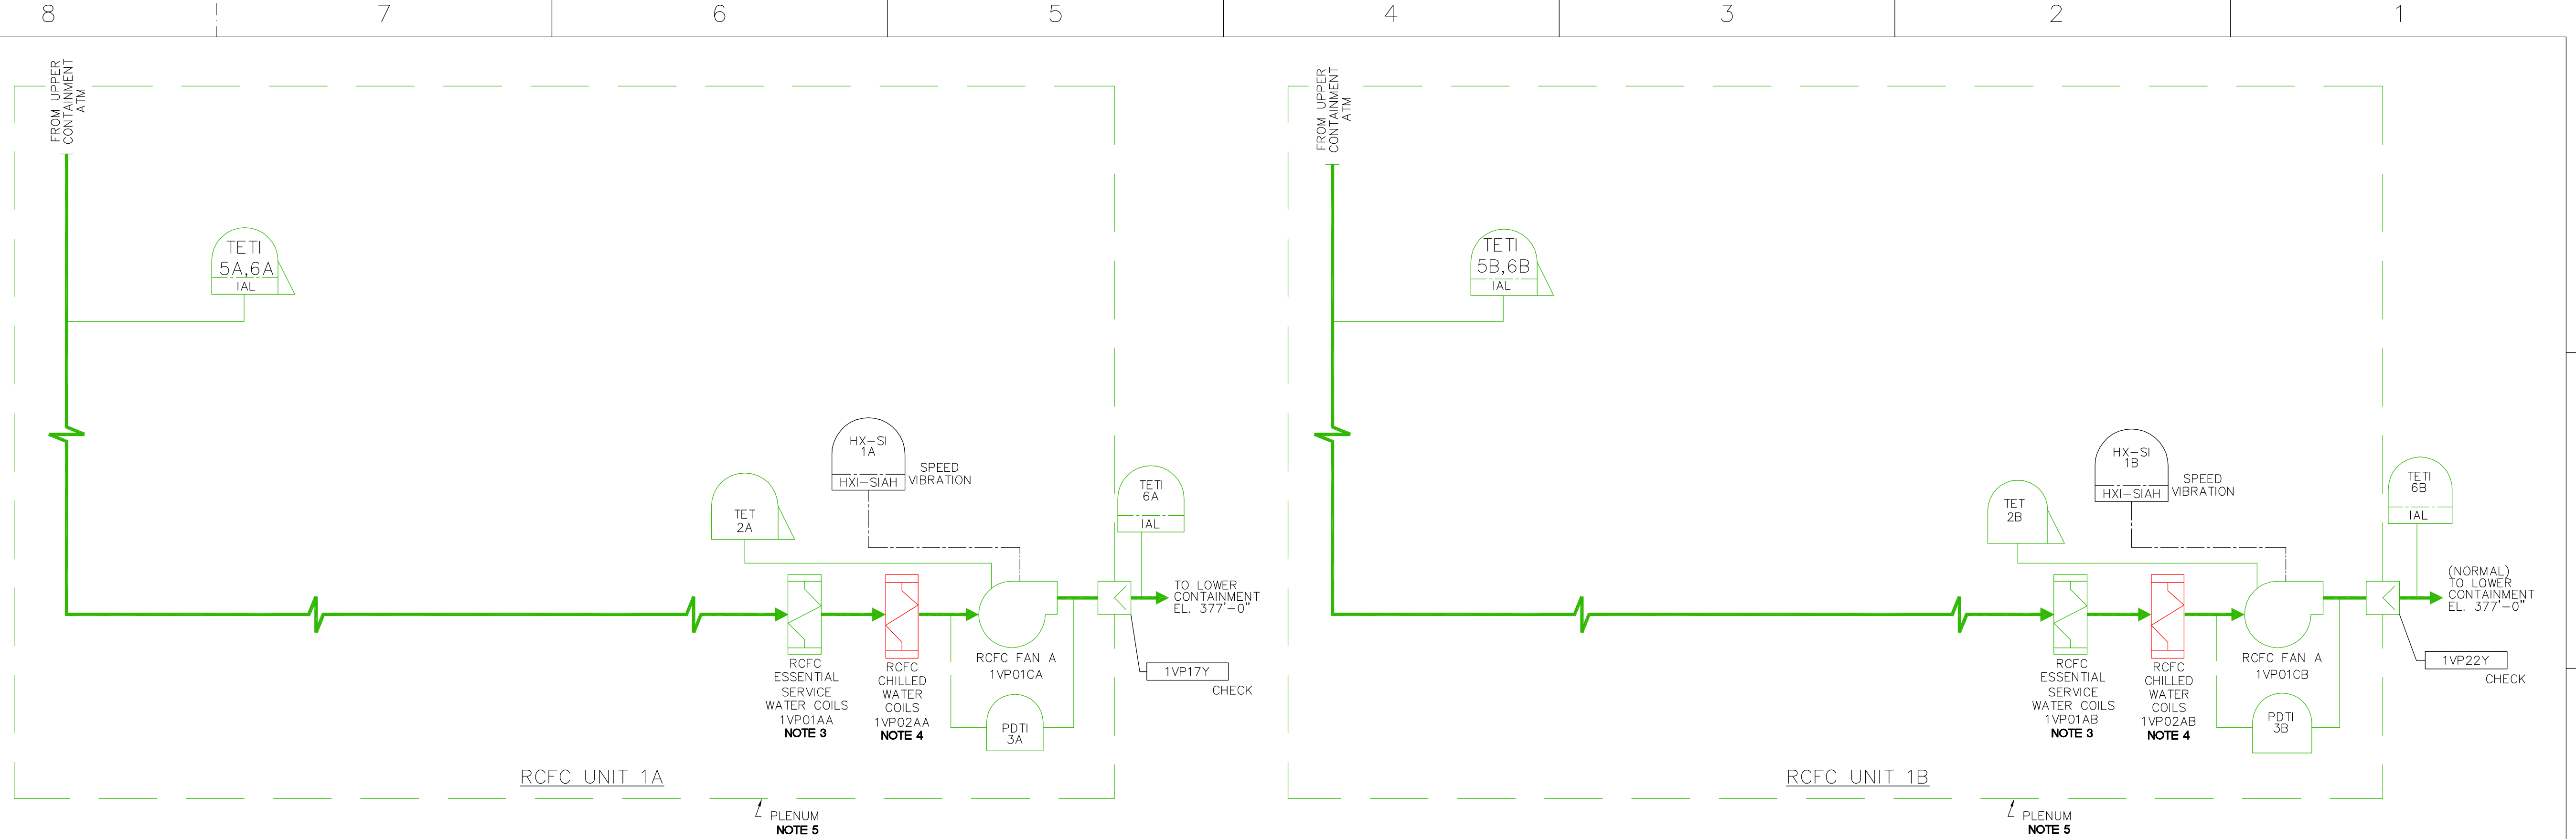 8 7 6 5 4 3 2 1
FROM UPPER
CONTAINMENT
ATM
TETI
5A,6A
IAL
HX-SI
1A
HXI-SIAH
SPEED
VIBRATION
TET
2A
TETI
6A
IAL
TO LOWER
CONTAINMENT
EL. 377'-0"
RCFC
ESSENTIAL
SERVICE
WATER COILS
1VP01AA
NOTE 3
RCFC
CHILLED
WATER
COILS
1VP02AA
NOTE 4
RCFC FAN A
1VP01CA
PDTI
3A
1VP17Y
CHECK
RCFC UNIT 1A
PLENUM
NOTE 5
FROM UPPER
CONTAINMENT
ATM
TETI
5B,6B
IAL
HX-SI
1B
HXI-SIAH
SPEED
VIBRATION
TET
2B
TETI
6B
IAL
(NORMAL)
TO LOWER
CONTAINMENT
EL. 377'-0"
RCFC
ESSENTIAL
SERVICE
WATER COILS
1VP01AB
NOTE 3
RCFC
CHILLED
WATER
COILS
1VP02AB
NOTE 4
RCFC FAN A
1VP01CB
PDTI
3B
1VP22Y
CHECK
RCFC UNIT 1B
PLENUM
NOTE 5